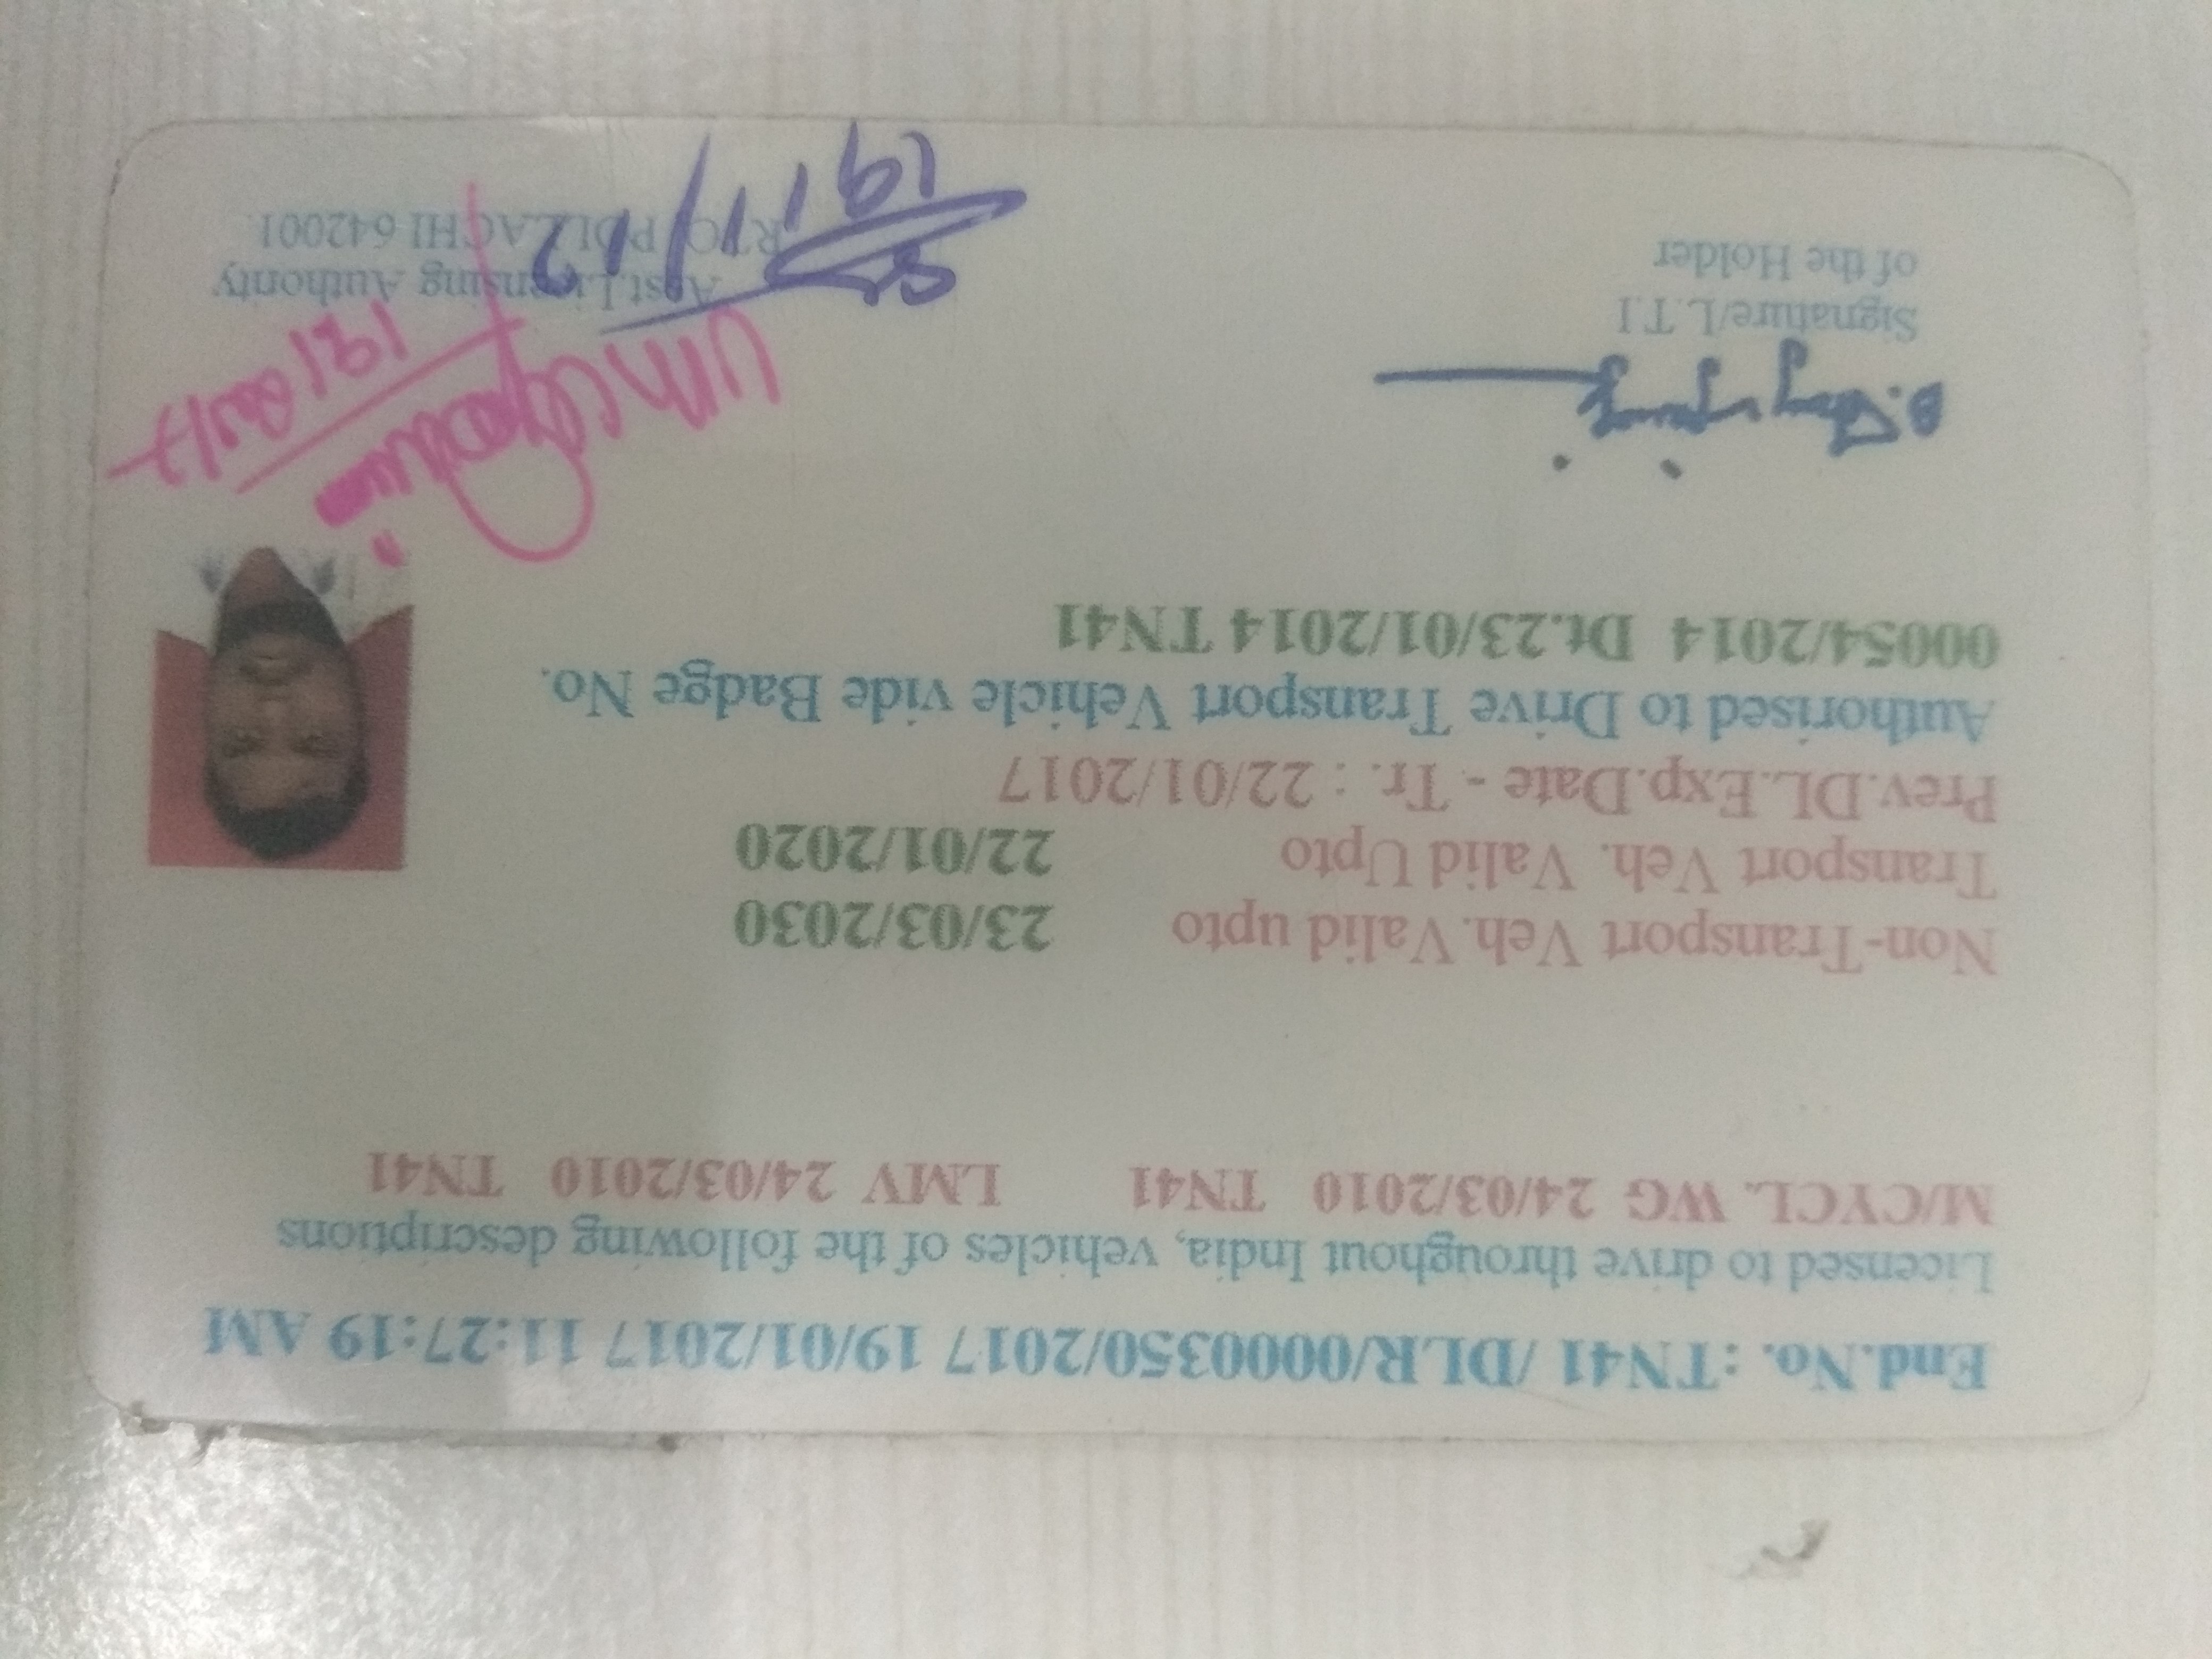 End.No. : TN41 /DLR/0000350/2017 19/01/2017 11:27:19 AM
Licensed to drive throughout India, vehicles of the following descriptions
M/CYCL. WG 24/03/2010 TN41 LMV 24/03/2010 TN41
Non-Transport Veh.Valid upto 23/03/2030
Transport Veh. Valid Upto 22/01/2020
Prev.DL.Exp.Date - Tr. : 22/01/2017
Authorised to Drive Transport Vehicle vide Badge No.
00054/2014 Dt.23/01/2014 TN41
Signature/L.T.I
of the Holder
Licensing Authority
POLLACHI 642001